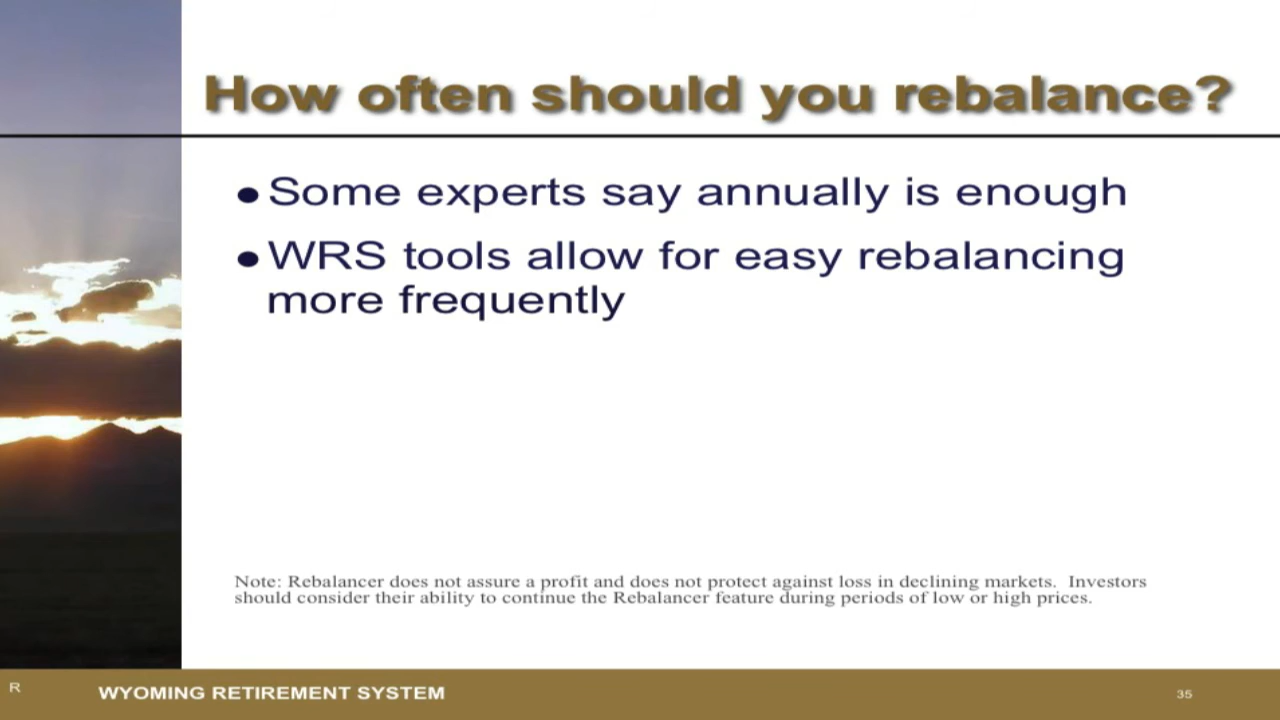 How often should you rebalance?
● Some experts say annually is enough
● WRS tools allow for easy rebalancing
more frequently
Note: Rebalancer does not assure a profit and does not protect against loss in declining markets.  Investors
should consider their ability to continue the Rebalancer feature during periods of low or high prices.
R
WYOMING RETIREMENT SYSTEM
35